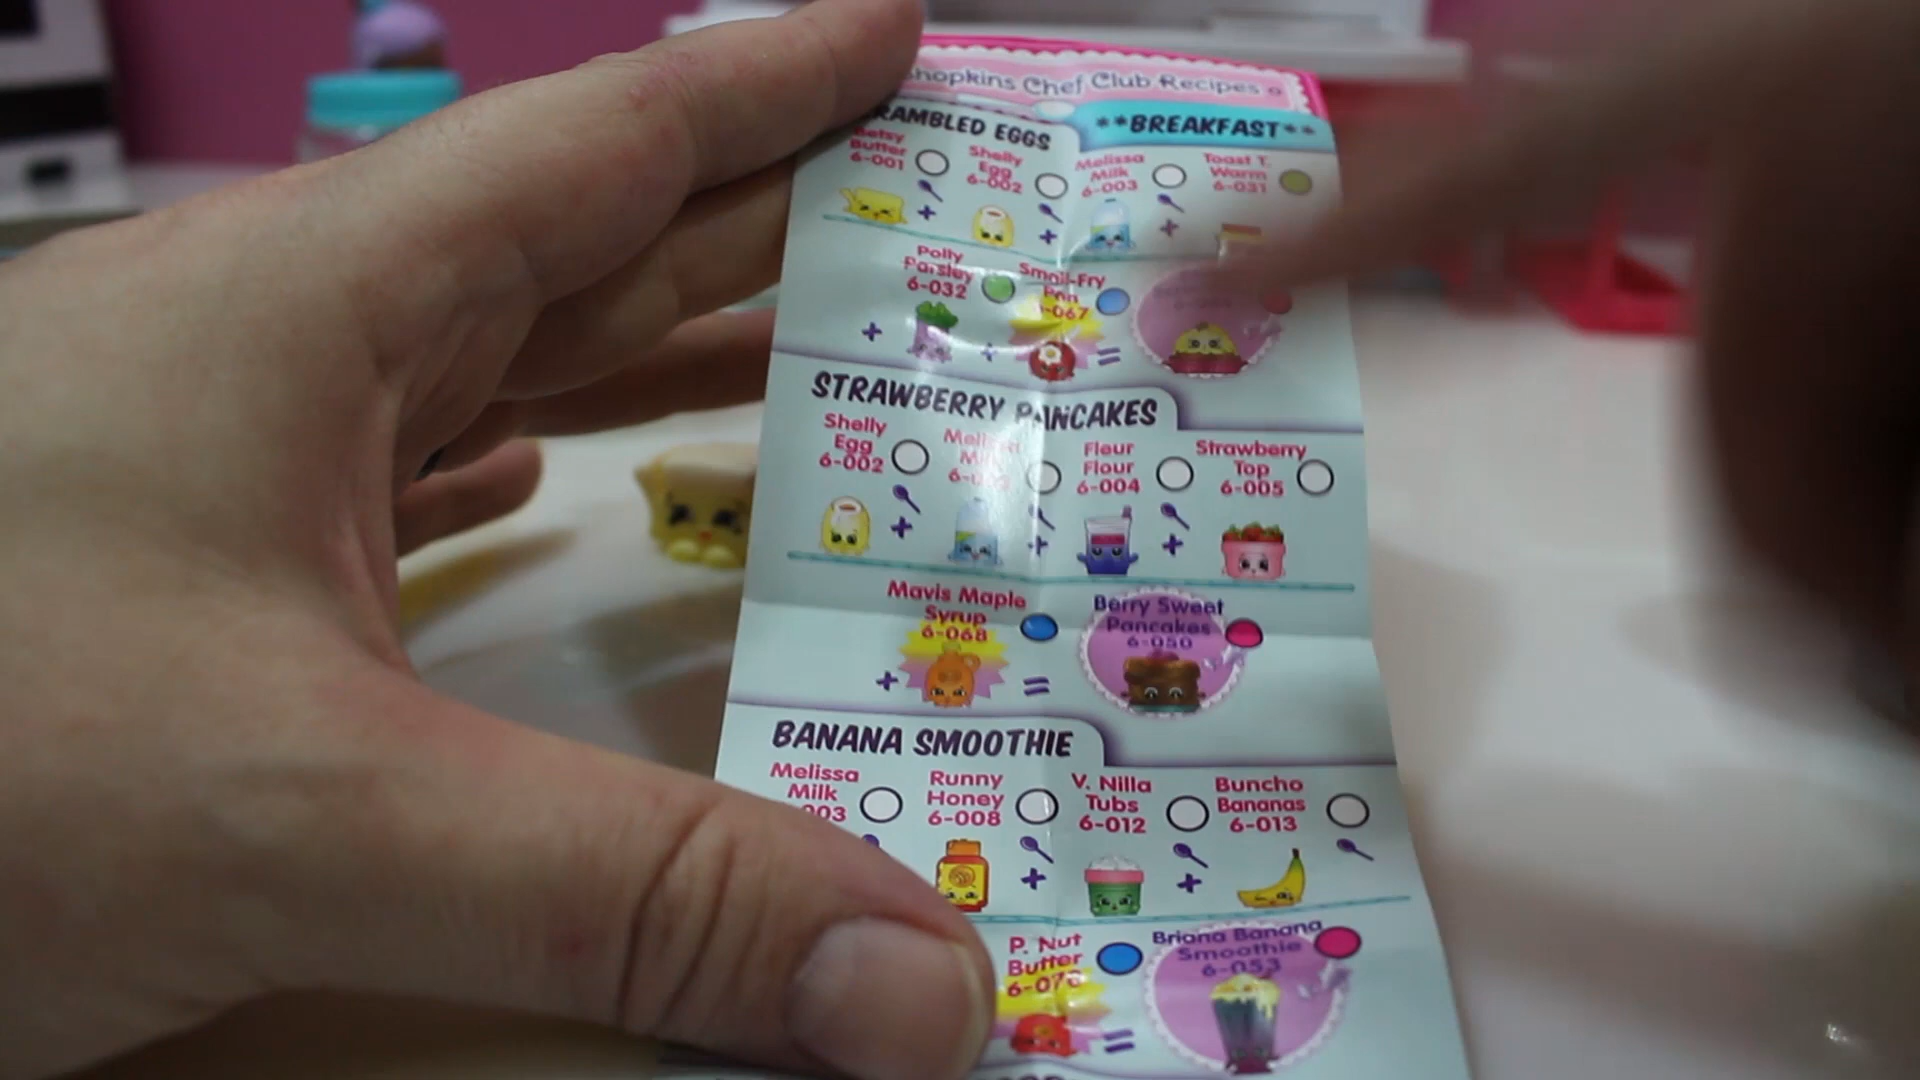 Chef Club Recipes
EGGS
**BREAKFAST**
Betsy
Butter
6-001
Shelly
Egg
6-002
Melissa
Milk
6-003
Toast T.
Warm
6-031
Polly
Parsley
6-032
Small-Fry
Pan
STRAWBERRY PANCAKES
Shelly
Egg
6-002
Fleur
Flour
6-004
Strawberry
Top
6-005
Mavis Maple
Syrup
6-068
Berry Sweet
Pancakes
6-050
BANANA SMOOTHIE
Melissa
Milk
003
Runny
Honey
6-008
V. Nilla
Tubs
6-012
Buncho
Bananas
6-013
P. Nut
Butter
Briana Banana
Smoothie
6-053